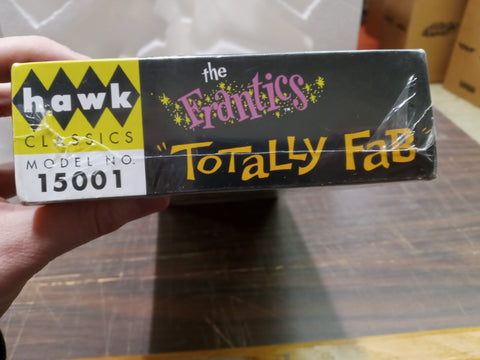 hawk
CLASSICS
MODEL NO.
15001
the
Frantics
"TOTALLY FAB"